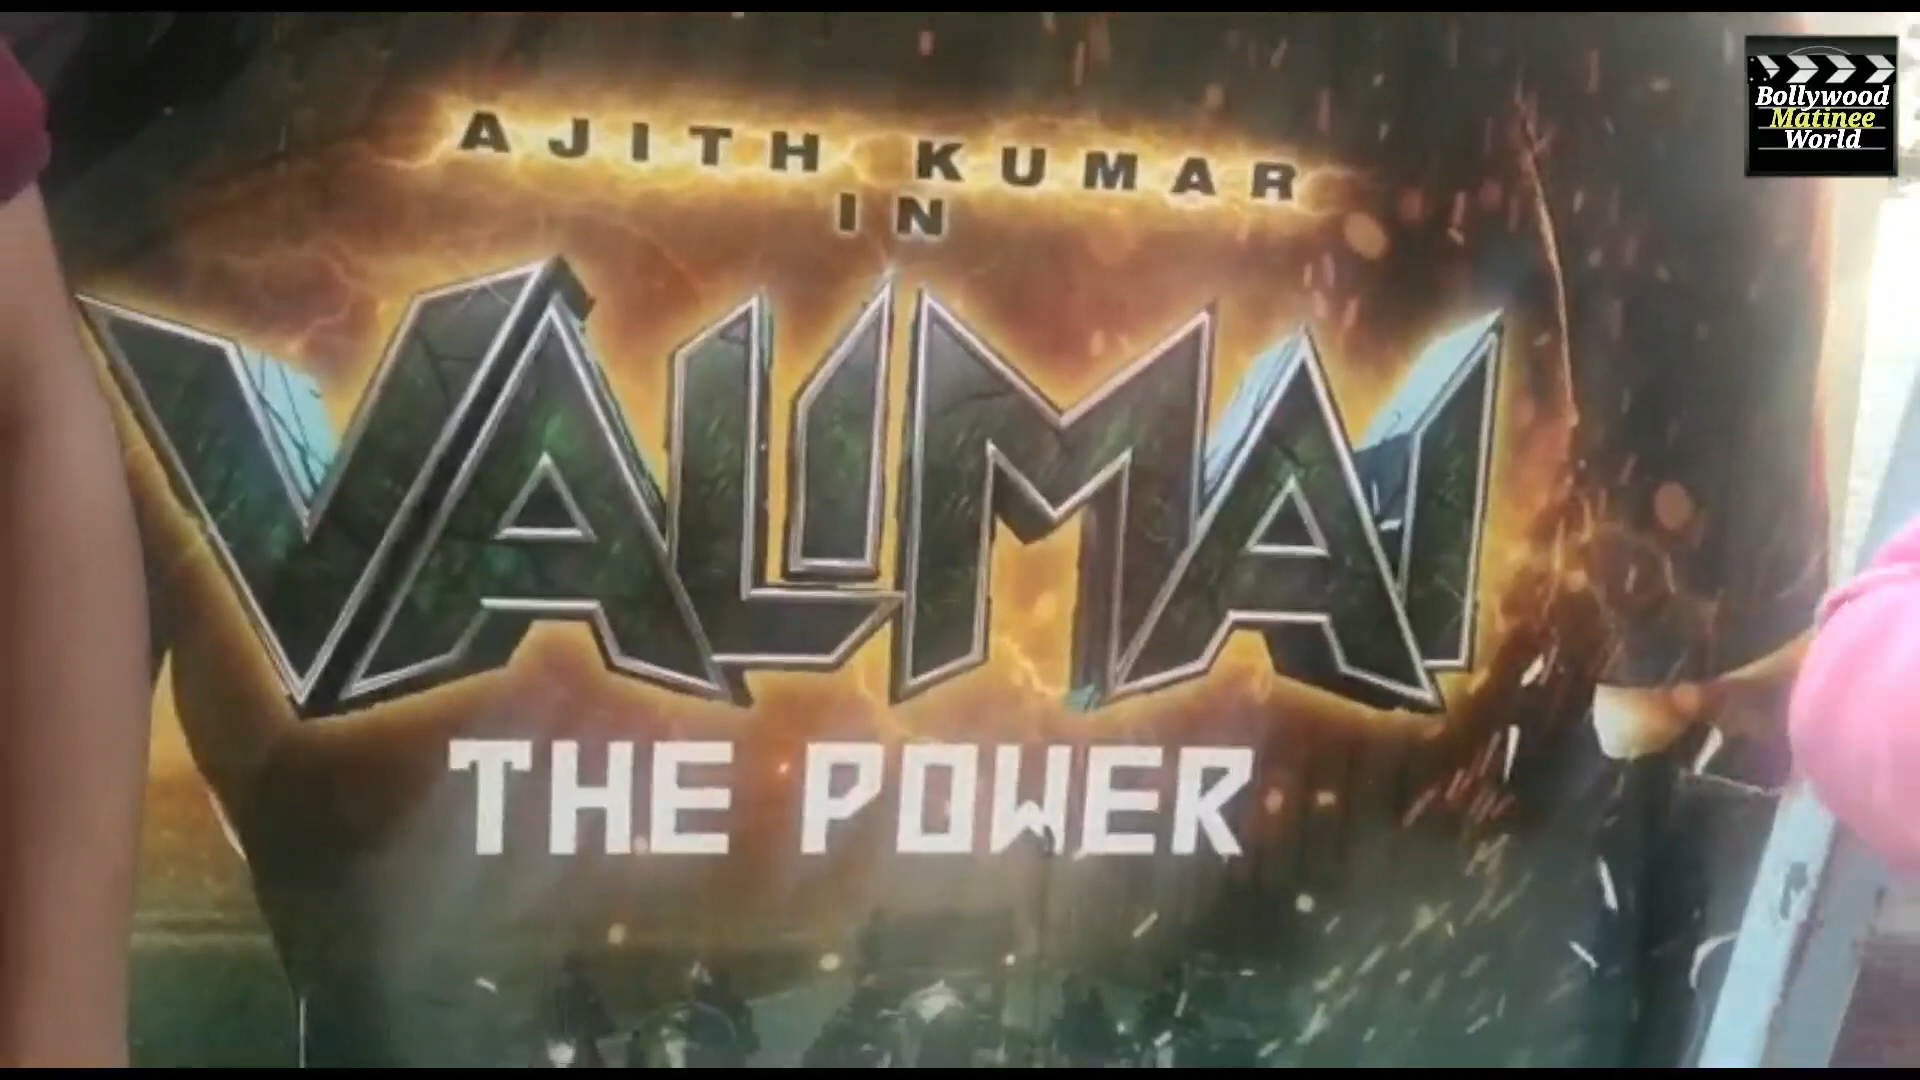 AJITH KUMAR
IN
VALIMAI
THE POWER
Bollywood
Matinee
World